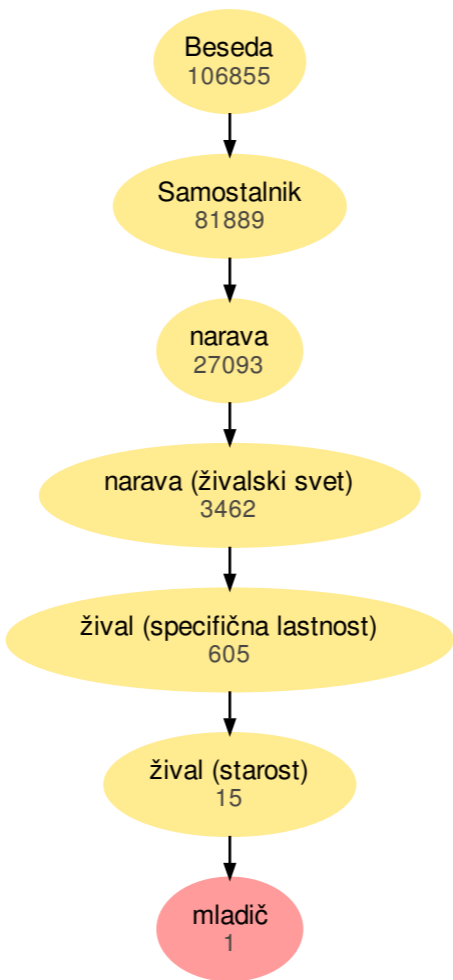 Beseda
106855
Samostalnik
81889
narava
27093
narava (živalski svet)
3462
žival (specifična lastnost)
605
žival (starost)
15
mladič
1